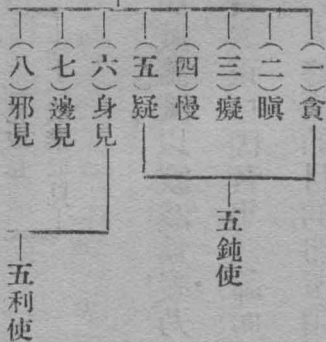 （一）貪
（二）瞋
（三）癡
（四）慢
（五）疑
（六）身見
（七）邊見
（八）邪見
五鈍使
五利使